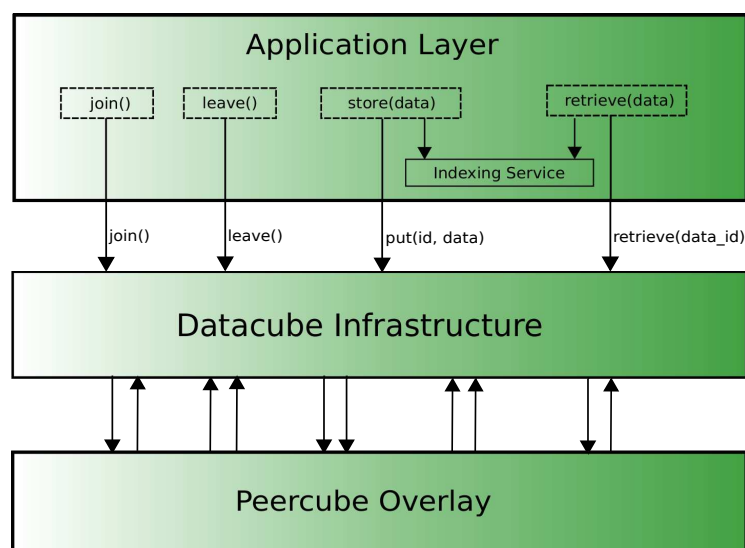 Application Layer
join() leave() store(data) retrieve(data)
Indexing Service
join() leave() put(id, data) retrieve(data_id)
Datacube Infrastructure
Peercube Overlay